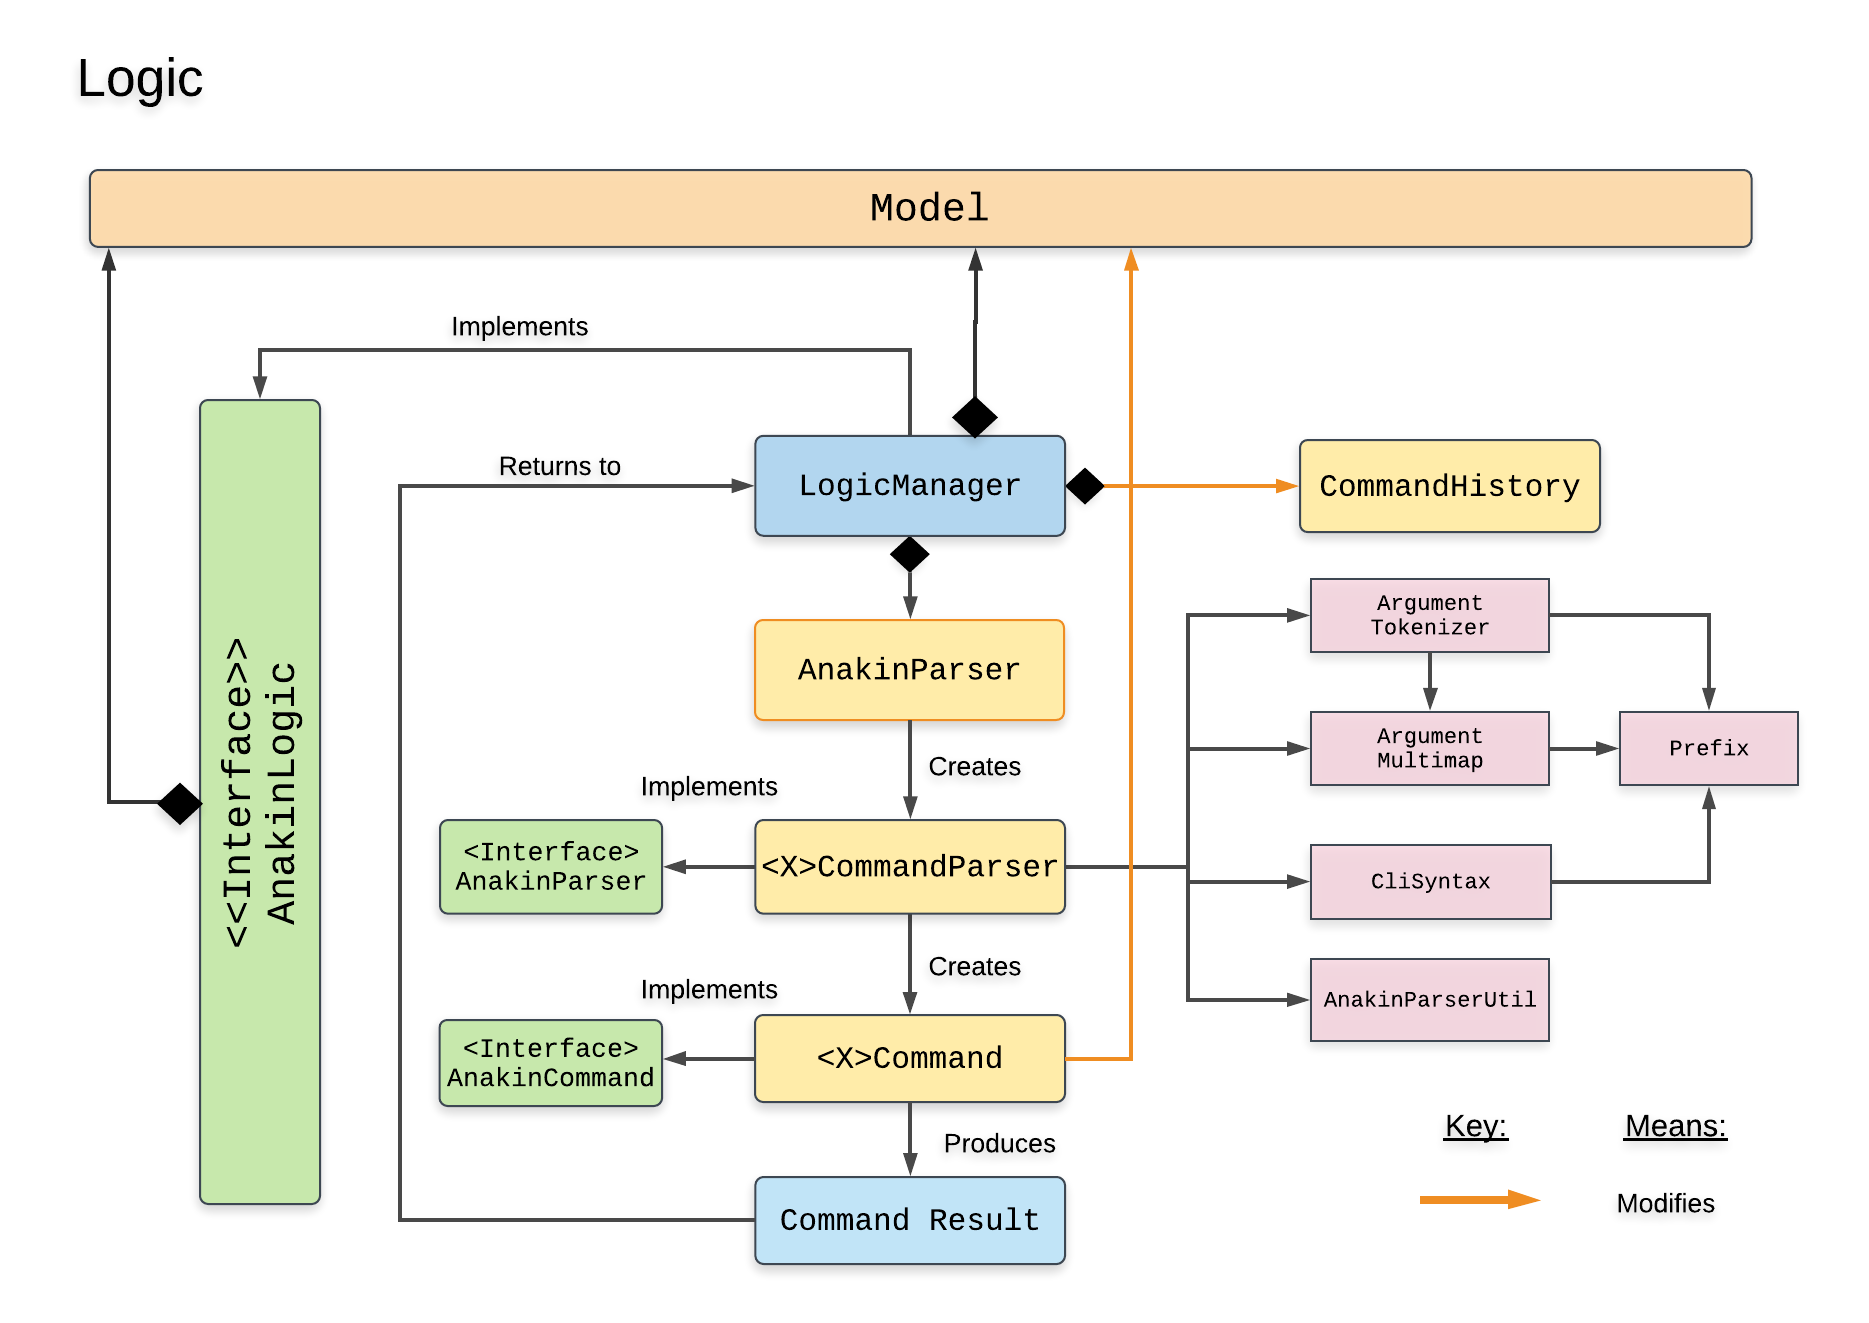 Logic
Model
Implements
Returns to
LogicManager
CommandHistory
<<Interface>>
AnakinLogic
AnakinParser
Argument
Tokenizer
Argument
Multimap
Prefix
Creates
Implements
<Interface>
AnakinParser
<X>CommandParser
CliSyntax
Creates
Implements
AnakinParserUtil
<Interface>
AnakinCommand
<X>Command
Produces
Command Result
Key:
Means:
Modifies